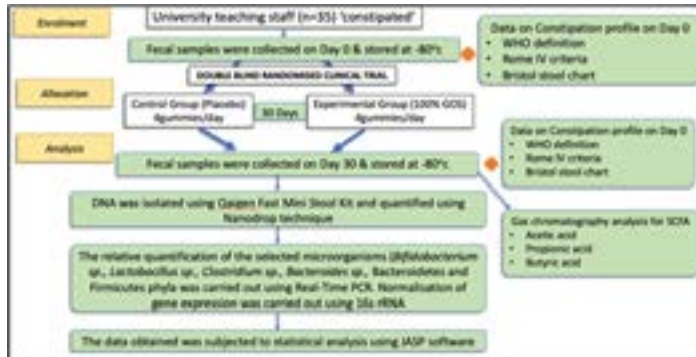 Enrolment
University teaching staff (n=35) 'constipated'
Fecal samples were collected on Day 0 & stored at -80°c
Data on Constipation profile on Day 0
• WHO definition
• Rome IV criteria
• Bristol stool chart
DOUBLE BLIND RANDOMISED CLINICAL TRIAL
Allocation
Control Group (Placebo)
4gummies/day
30 Days
Experimental Group (100% GOS)
4gummies/day
Analysis
Fecal samples were collected on Day 30 & stored at -80°c
Data on Constipation profile on Day 0
• WHO definition
• Rome IV criteria
• Bristol stool chart
DNA was isolated using Qaigen Fast Mini Stool Kit and quantified using
Nanodrop technique
Gas chromatography analysis for SCFA
• Acetic acid
• Propionic acid
• Butyric acid
The relative quantification of the selected microorganisms (Bifidobacterium
sp., Lactobacillus sp., Clostridium sp., Bacteroides sp., Bacteroidetes and
Firmicutes phyla was carried out using Real-Time PCR. Normalisation of
gene expression was carried out using 16s rRNA
The data obtained was subjected to statistical analysis using JASP software